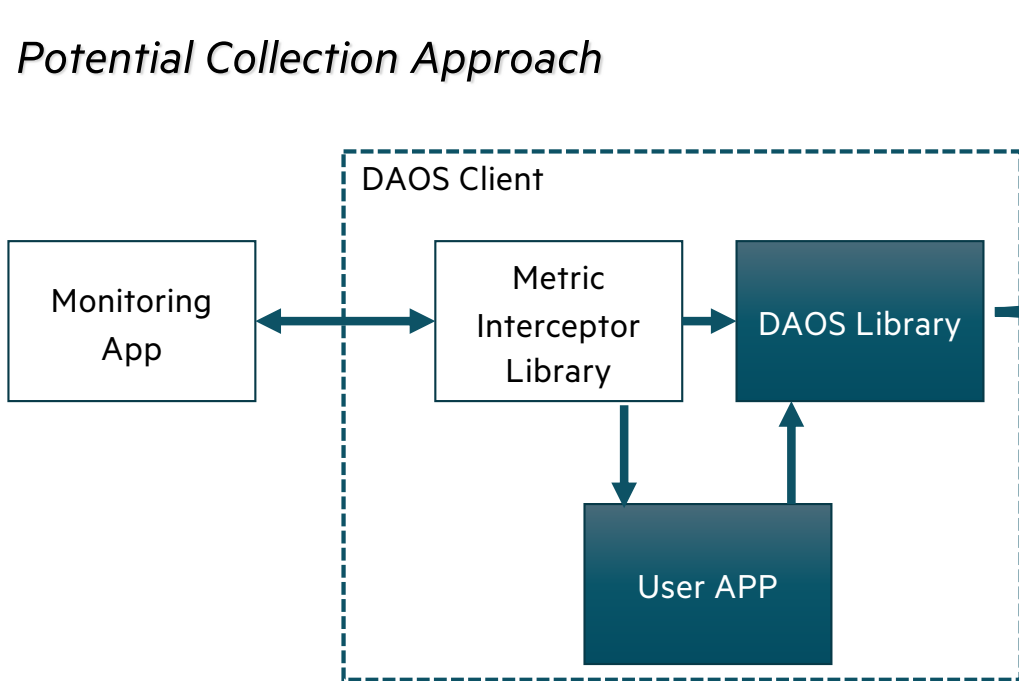 Potential Collection Approach
DAOS Client
Monitoring
App
Metric
Interceptor
Library
DAOS Library
User APP